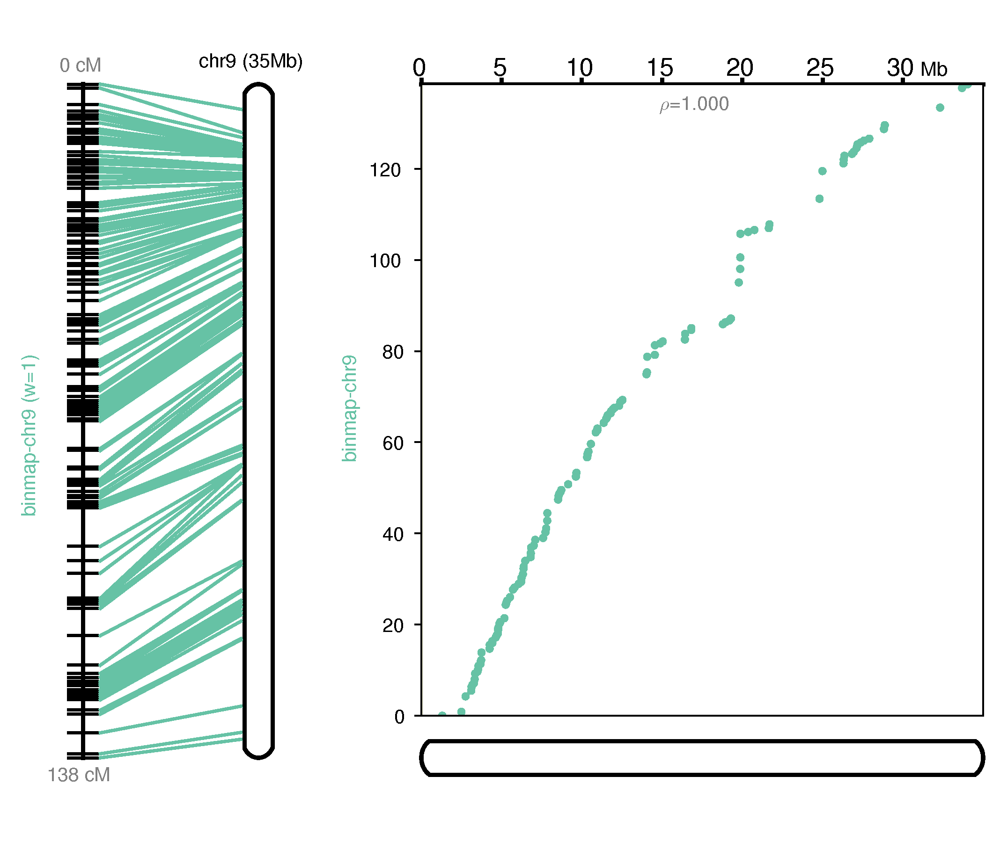 0 cM
chr9 (35Mb)
binmap-chr9 (w=1)
138 cM
0 5 10 15 20 25 30 Mb
ρ=1.000
binmap-chr9
120
100
80
60
40
20
0